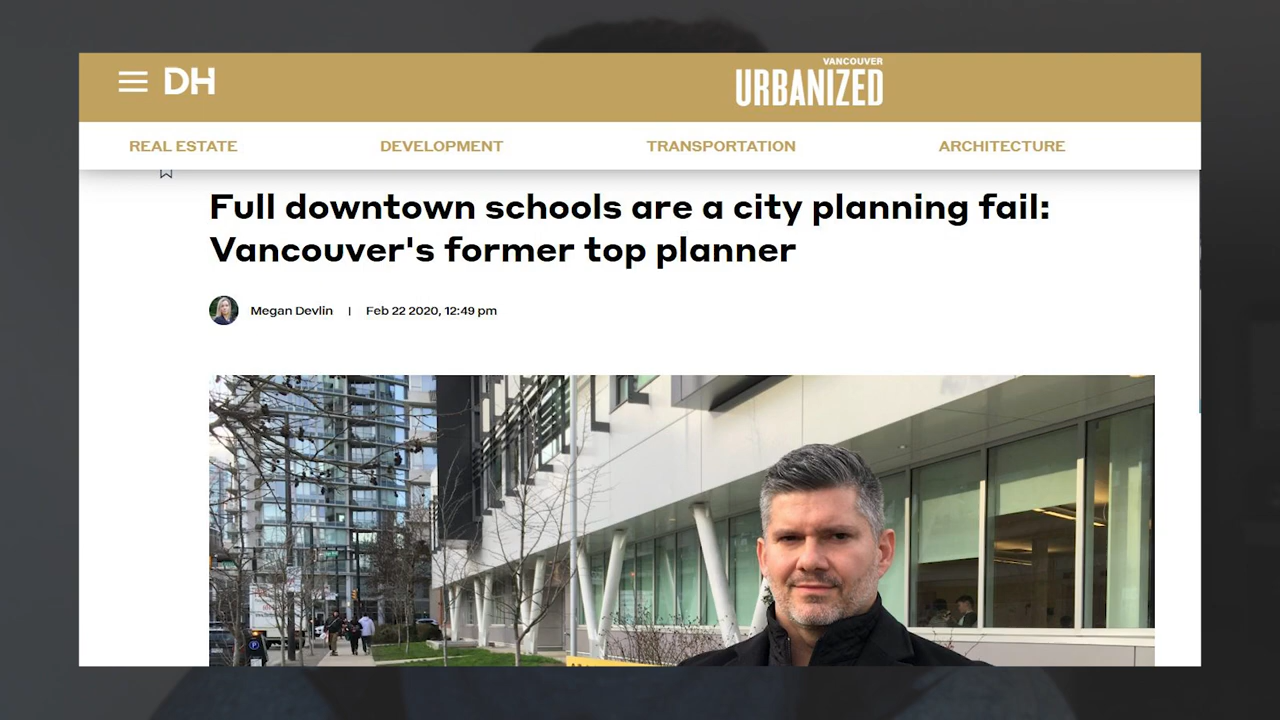 DH
VANCOUVER
URBANIZED
REAL ESTATE
DEVELOPMENT
TRANSPORTATION
ARCHITECTURE
Full downtown schools are a city planning fail:
Vancouver's former top planner
Megan Devlin | Feb 22 2020, 12:49 pm